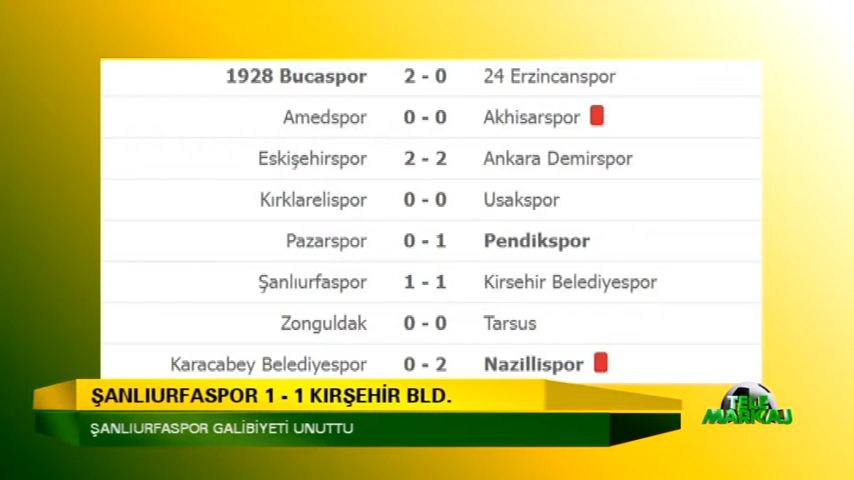 1928 Bucaspor 2 - 0 24 Erzincanspor
Amedspor 0 - 0 Akhisarspor
Eskişehirspor 2 - 2 Ankara Demirspor
Kırklarelispor 0 - 0 Usakspor
Pazarspor 0 - 1 Pendikspor
Şanlıurfaspor 1 - 1 Kirsehir Belediyespor
Zonguldak 0 - 0 Tarsus
Karacabey Belediyespor 0 - 2 Nazillispor
ŞANLIURFASPOR 1 - 1 KIRŞEHİR BLD.
ŞANLIURFASPOR GALİBİYETİ UNUTTU
TELE
MARKAJ